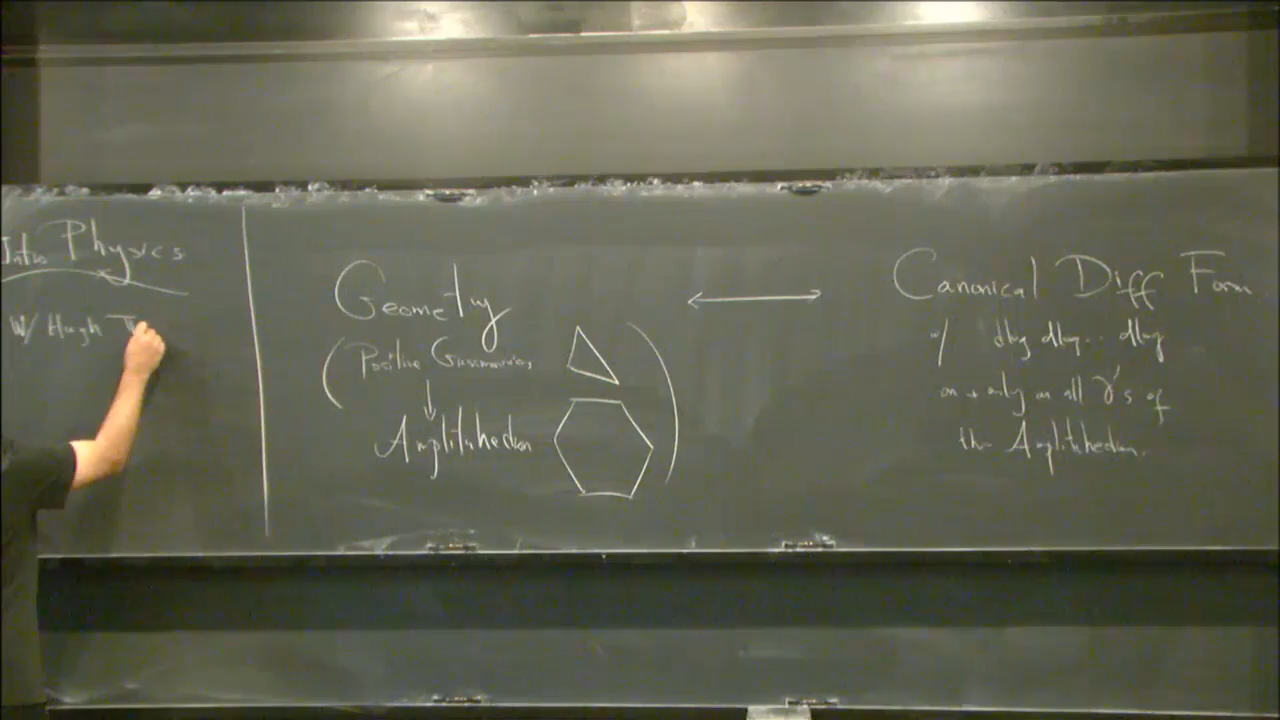 Into Physics
w/ Hugh T
Geometry
(Positive Grassmannian,
Amplituhedron
)
Canonical Diff Form
w/ dlog dlog .. dlog
on + only on all γ's of
the Amplituhedron.